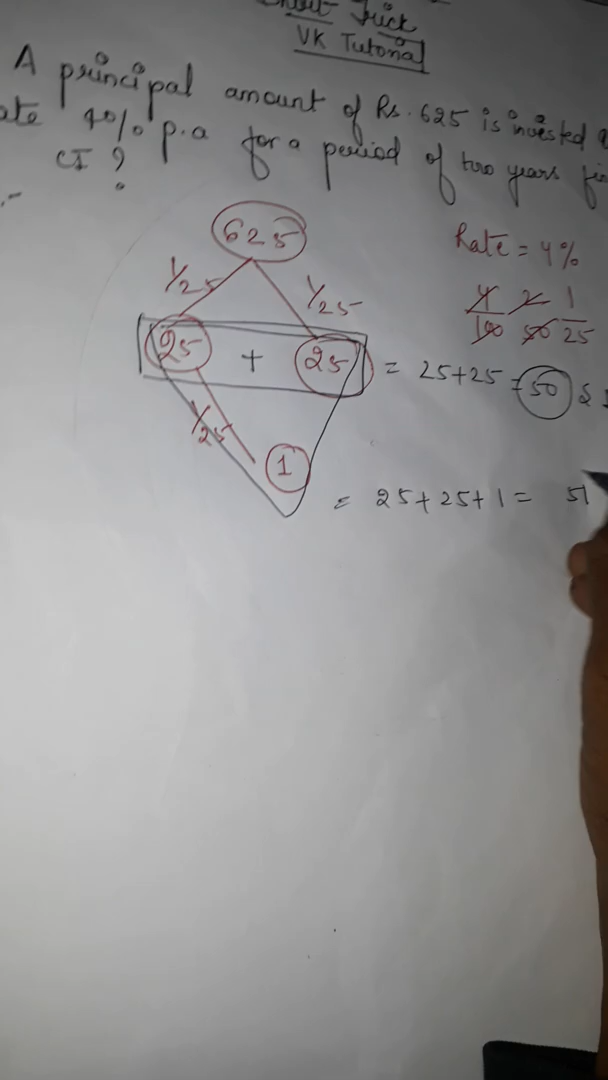 Trick
VK Tutorial
A principal amount of Rs. 625 is invested
4% p.a for a period of two years
CI ?
625
Rate = 4%
1/25 1/25
4/100 2/50 1/25
25 + 25 = 25+25 = 50
1/25
1
= 25+25+1 = 51